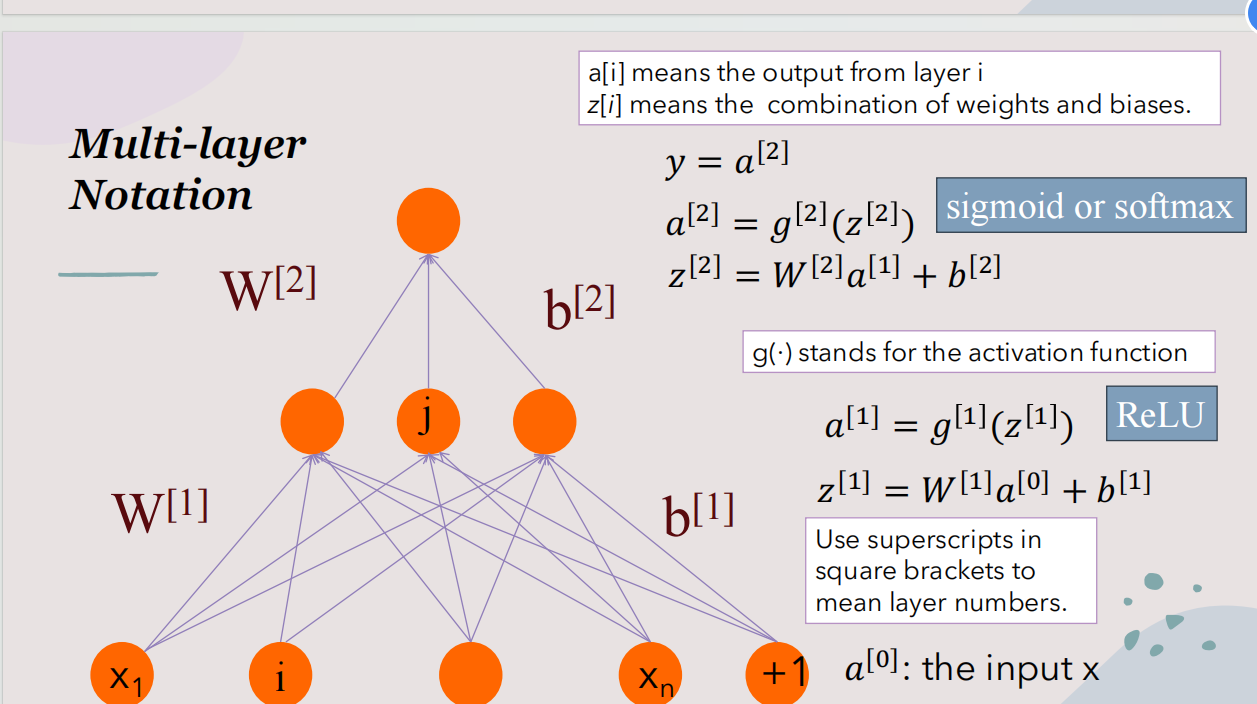 Multi-layer
Notation
a[i] means the output from layer i
z[i] means the combination of weights and biases.
y = a^[2]
a^[2] = g^[2](z^[2])
sigmoid or softmax
z^[2] = W^[2]a^[1] + b^[2]
W[2]
b[2]
g(·) stands for the activation function
j
a^[1] = g^[1](z^[1])
ReLU
z^[1] = W^[1]a^[0] + b^[1]
W[1]
b[1]
Use superscripts in
square brackets to
mean layer numbers.
x₁
i
xₙ
+1
a^[0]: the input x